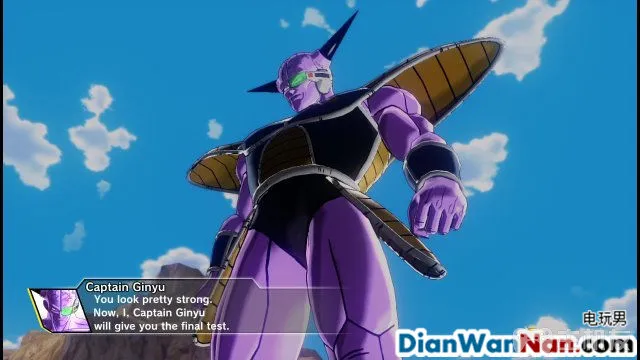 Captain Ginyu
You look pretty strong.
Now, I, Captain Ginyu
will give you the final test.
电玩男
DianWanNan.com